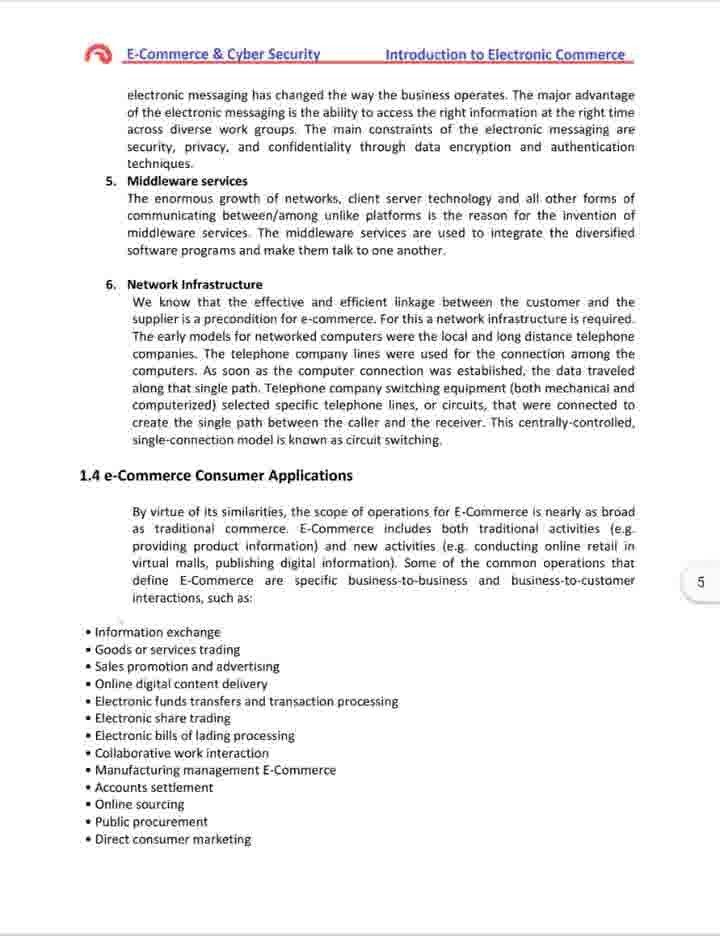 E-Commerce & Cyber Security Introduction to Electronic Commerce
electronic messaging has changed the way the business operates. The major advantage
of the electronic messaging is the ability to access the right information at the right time
across diverse work groups. The main constraints of the electronic messaging are
security, privacy, and confidentiality through data encryption and authentication
techniques.
5. Middleware services
The enormous growth of networks, client server technology and all other forms of
communicating between/among unlike platforms is the reason for the invention of
middleware services. The middleware services are used to integrate the diversified
software programs and make them talk to one another.
6. Network Infrastructure
We know that the effective and efficient linkage between the customer and the
supplier is a precondition for e-commerce. For this a network infrastructure is required.
The early models for networked computers were the local and long distance telephone
companies. The telephone company lines were used for the connection among the
computers. As soon as the computer connection was established, the data traveled
along that single path. Telephone company switching equipment (both mechanical and
computerized) selected specific telephone lines, or circuits, that were connected to
create the single path between the caller and the receiver. This centrally-controlled,
single-connection model is known as circuit switching.
1.4 e-Commerce Consumer Applications
By virtue of its similarities, the scope of operations for E-Commerce is nearly as broad
as traditional commerce. E-Commerce includes both traditional activities (e.g.
providing product information) and new activities (e.g. conducting online retail in
virtual malls, publishing digital information). Some of the common operations that
define E-Commerce are specific business-to-business and business-to-customer
interactions, such as:
5
• Information exchange
• Goods or services trading
• Sales promotion and advertising
• Online digital content delivery
• Electronic funds transfers and transaction processing
• Electronic share trading
• Electronic bills of lading processing
• Collaborative work interaction
• Manufacturing management E-Commerce
• Accounts settlement
• Online sourcing
• Public procurement
• Direct consumer marketing